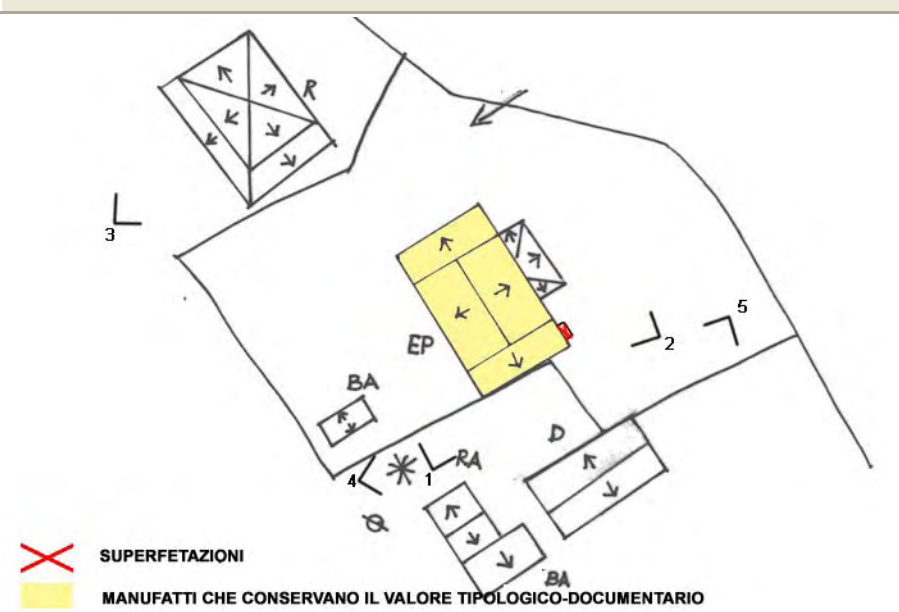 R
3
5
2
EP
BA
D
RA
4
1
BA
SUPERFETAZIONI
MANUFATTI CHE CONSERVANO IL VALORE TIPOLOGICO-DOCUMENTARIO